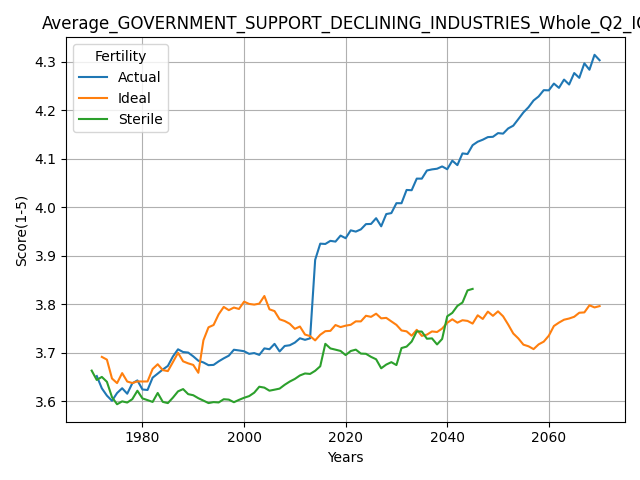 Average_GOVERNMENT_SUPPORT_DECLINING_INDUSTRIES_Whole_Q2_IC
Fertility
Actual
Ideal
Sterile
4.3
4.2
4.1
4.0
3.9
3.8
3.7
3.6
Score(1-5)
1980 2000 2020 2040 2060
Years